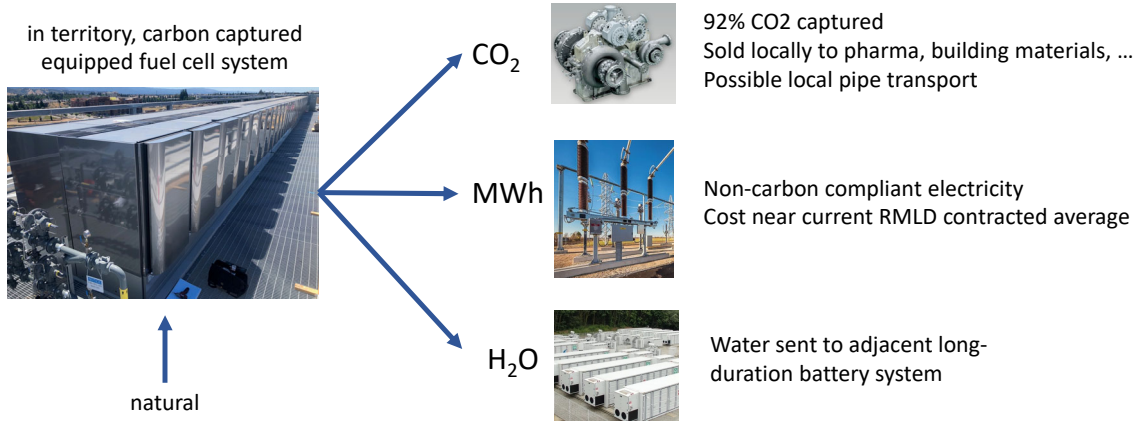 in territory, carbon captured
equipped fuel cell system
natural
CO₂
92% CO2 captured
Sold locally to pharma, building materials, …
Possible local pipe transport
MWh
Non-carbon compliant electricity
Cost near current RMLD contracted average
H₂O
Water sent to adjacent long-
duration battery system